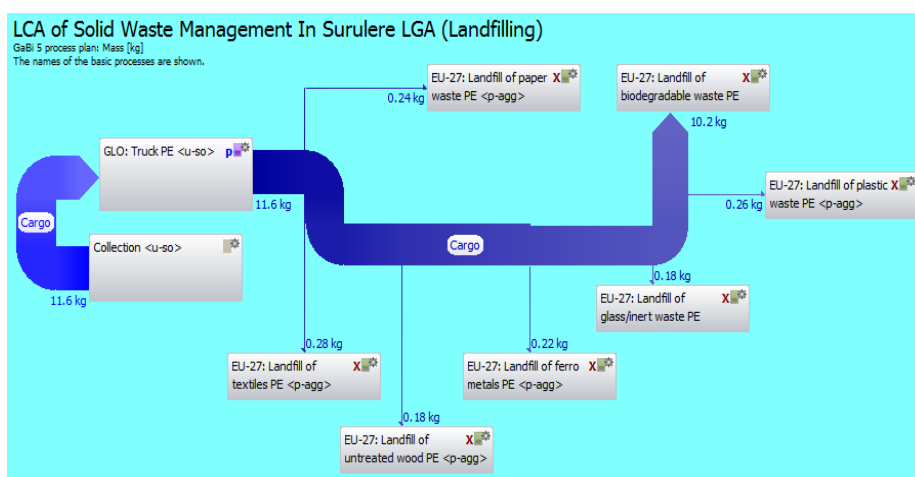 LCA of Solid Waste Management In Surulere LGA (Landfilling)
GaBi 5 process plan: Mass [kg]
The names of the basic processes are shown.
EU-27: Landfill of paper X
waste PE <p-agg>
0.24 kg
EU-27: Landfill of X
biodegradable waste PE
10.2 kg
GLO: Truck PE <u-so> p
11.6 kg
EU-27: Landfill of plastic X
waste PE <p-agg>
0.26 kg
Cargo
Cargo
Collection <u-so>
11.6 kg
0.18 kg
EU-27: Landfill of X
glass/inert waste PE
0.28 kg
EU-27: Landfill of X
textiles PE <p-agg>
0.22 kg
EU-27: Landfill of ferro X
metals PE <p-agg>
0.18 kg
EU-27: Landfill of X
untreated wood PE <p-agg>